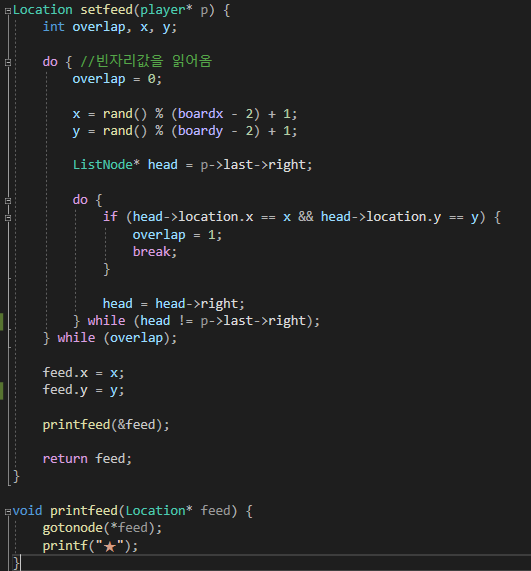 Location setfeed(player* p) {
    int overlap, x, y;

    do { //빈자리값을 읽어옴
        overlap = 0;

        x = rand() % (boardx - 2) + 1;
        y = rand() % (boardy - 2) + 1;

        ListNode* head = p->last->right;

        do {
            if (head->location.x == x && head->location.y == y) {
                overlap = 1;
                break;
            }

            head = head->right;
        } while (head != p->last->right);
    } while (overlap);

    feed.x = x;
    feed.y = y;

    printfeed(&feed);

    return feed;
}

void printfeed(Location* feed) {
    gotonode(*feed);
    printf("★");
}